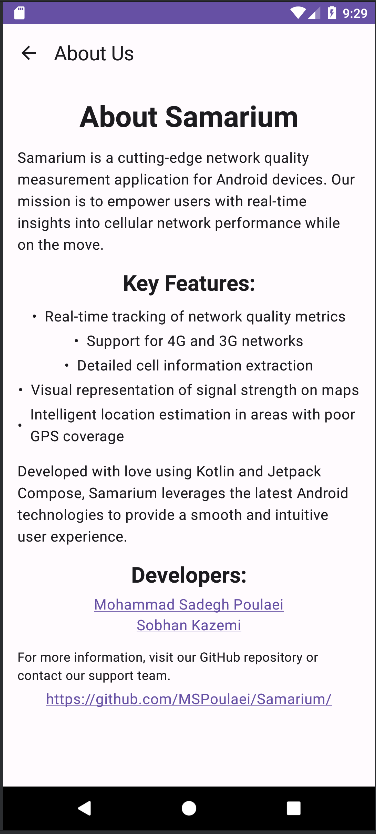 9:29
About Us
About Samarium
Samarium is a cutting-edge network quality
measurement application for Android devices. Our
mission is to empower users with real-time
insights into cellular network performance while
on the move.
Key Features:
• Real-time tracking of network quality metrics
• Support for 4G and 3G networks
• Detailed cell information extraction
• Visual representation of signal strength on maps
• Intelligent location estimation in areas with poor
GPS coverage
Developed with love using Kotlin and Jetpack
Compose, Samarium leverages the latest Android
technologies to provide a smooth and intuitive
user experience.
Developers:
Mohammad Sadegh Poulaei
Sobhan Kazemi
For more information, visit our GitHub repository or
contact our support team.
https://github.com/MSPoulaei/Samarium/